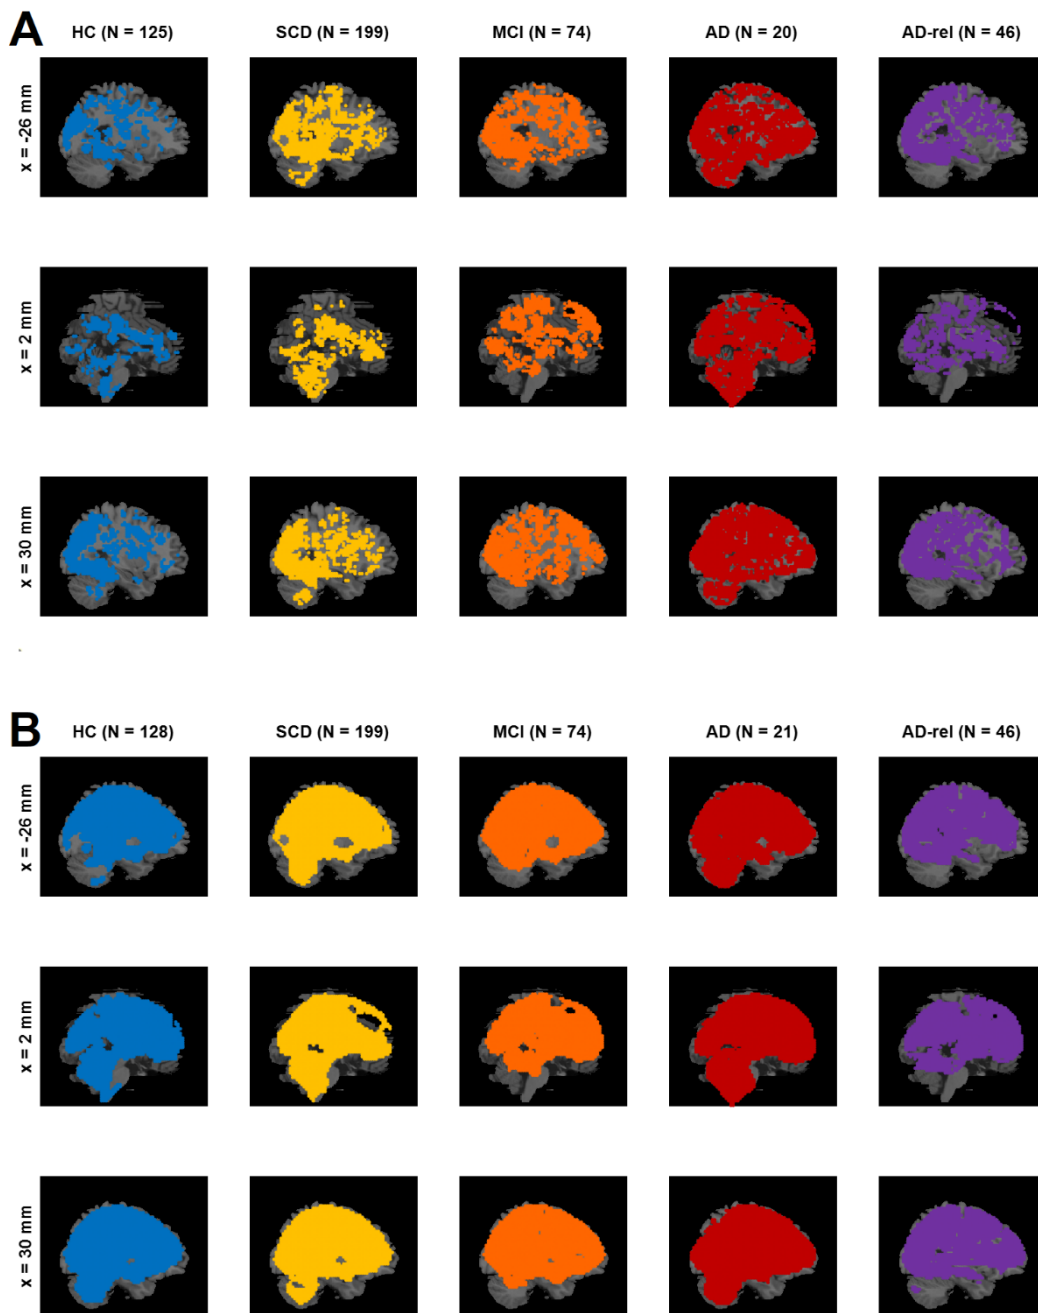 A
HC (N = 125) SCD (N = 199) MCI (N = 74) AD (N = 20) AD-rel (N = 46)
x = -26 mm
x = 2 mm
x = 30 mm
B
HC (N = 128) SCD (N = 199) MCI (N = 74) AD (N = 21) AD-rel (N = 46)
x = -26 mm
x = 2 mm
x = 30 mm